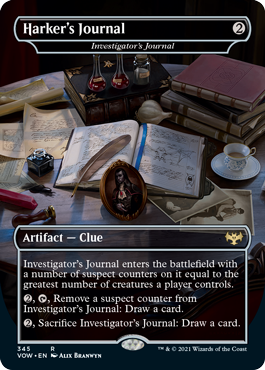 Harker's Journal 2
Investigator's Journal
Artifact — Clue
Investigator's Journal enters the battlefield with
a number of suspect counters on it equal to the
greatest number of creatures a player controls.
2, T, Remove a suspect counter from
Investigator's Journal: Draw a card.
2, Sacrifice Investigator's Journal: Draw a card.
345 R
VOW • EN Alix Branwyn
™ & © 2021 Wizards of the Coast